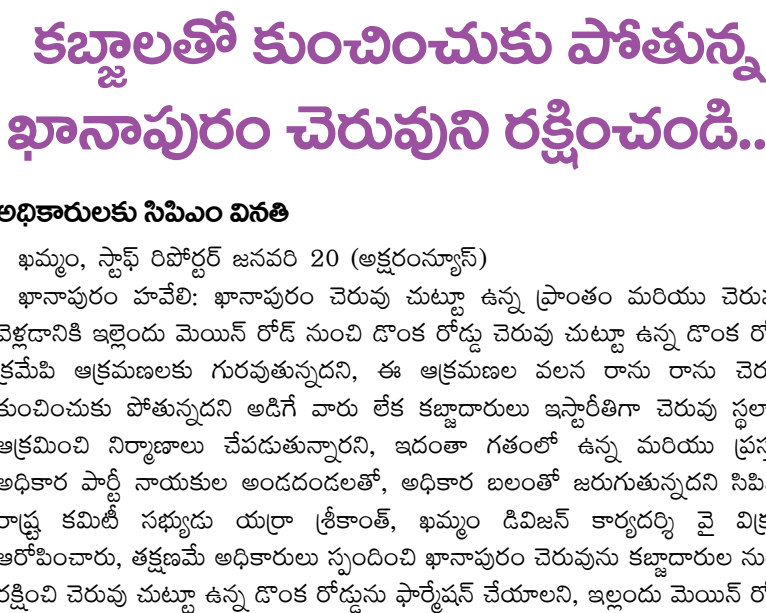 కబ్జాలతో కుంచించుకు పోతున్న
ఖానాపురం చెరువుని రక్షించండి..
అధికారులకు సిపిఎం వినతి
ఖమ్మం, స్టాఫ్ రిపోర్టర్ జనవరి 20 (అక్షరంన్యూస్)
ఖానాపురం హవేలి: ఖానాపురం చెరువు చుట్టూ ఉన్న ప్రాంతం మరియు
వెళ్లడానికి ఇల్లెందు మెయిన్ రోడ్ నుంచి డొంక రోడ్డు చెరువు చుట్టూ ఉన్న డొంక
క్రమేపి ఆక్రమణలకు గురవుతున్నదని, ఈ ఆక్రమణల వలన రాను రాను
కుంచించుకు పోతున్నదని అడిగే వారు లేక కబ్జాదారులు ఇస్టారీతిగా చెరువు
ఆక్రమించి నిర్మాణాలు చేపడుతున్నారని, ఇదంతా గతంలో ఉన్న మరియు
అధికార పార్టీ నాయకుల అండదండలతో, అధికార బలంతో జరుగుతున్నదని
రాష్ట్ర కమిటీ సభ్యుడు యర్రా శ్రీకాంత్, ఖమ్మం డివిజన్ కార్యదర్శి వై
ఆరోపించారు, తక్షణమే అధికారులు స్పందించి ఖానాపురం చెరువును కబ్జాదారుల
రక్షించి చెరువు చుట్టూ ఉన్న డొంక రోడ్డును ఫార్మేషన్ చేయాలని, ఇల్లందు మెయిన్